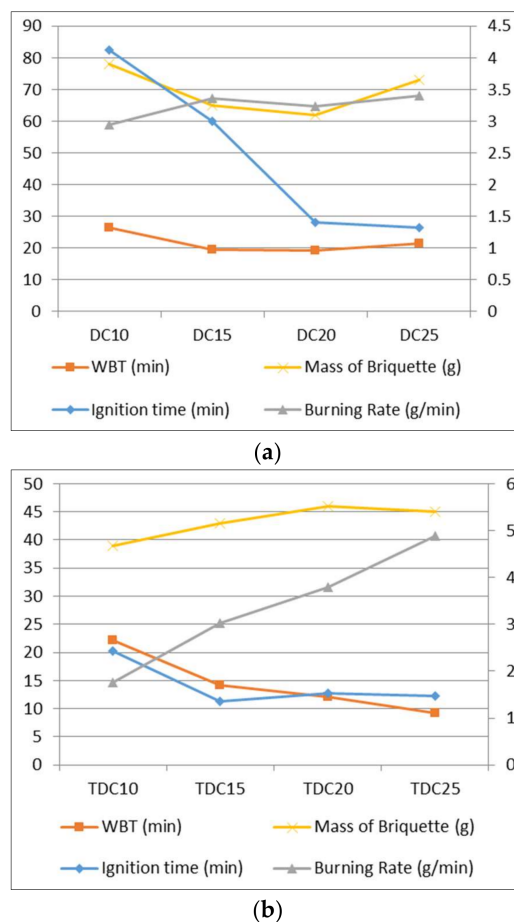 90 4.5
80 4
70 3.5
60 3
50 2.5
40 2
30 1.5
20 1
10 0.5
0 0
DC10 DC15 DC20 DC25
WBT (min) Mass of Briquette (g)
Ignition time (min) Burning Rate (g/min)
(a)
50 6
45
40 5
35
30 4
25 3
20
15 2
10 1
5
0 0
TDC10 TDC15 TDC20 TDC25
WBT (min) Mass of Briquette (g)
Ignition time (min) Burning Rate (g/min)
(b)